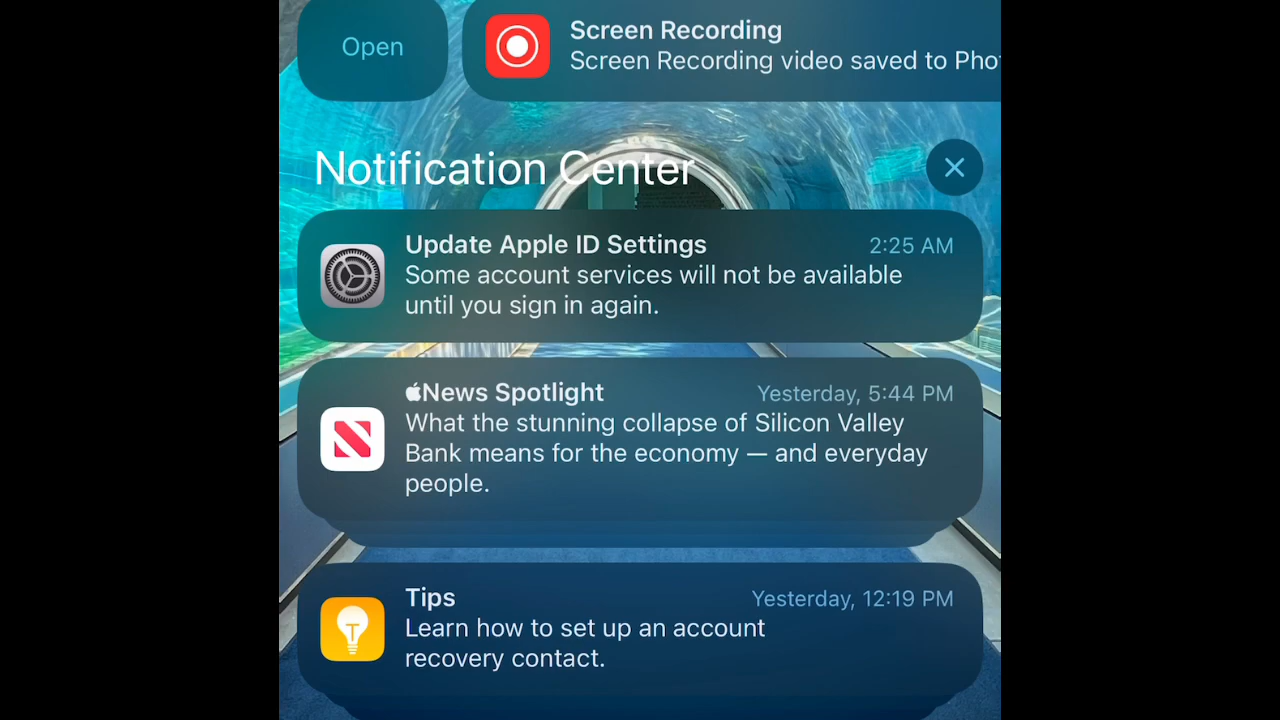 Open
Screen Recording
Screen Recording video saved to Pho
Notification Center
Update Apple ID Settings 2:25 AM
Some account services will not be available
until you sign in again.
News Spotlight Yesterday, 5:44 PM
What the stunning collapse of Silicon Valley
Bank means for the economy — and everyday
people.
Tips Yesterday, 12:19 PM
Learn how to set up an account
recovery contact.